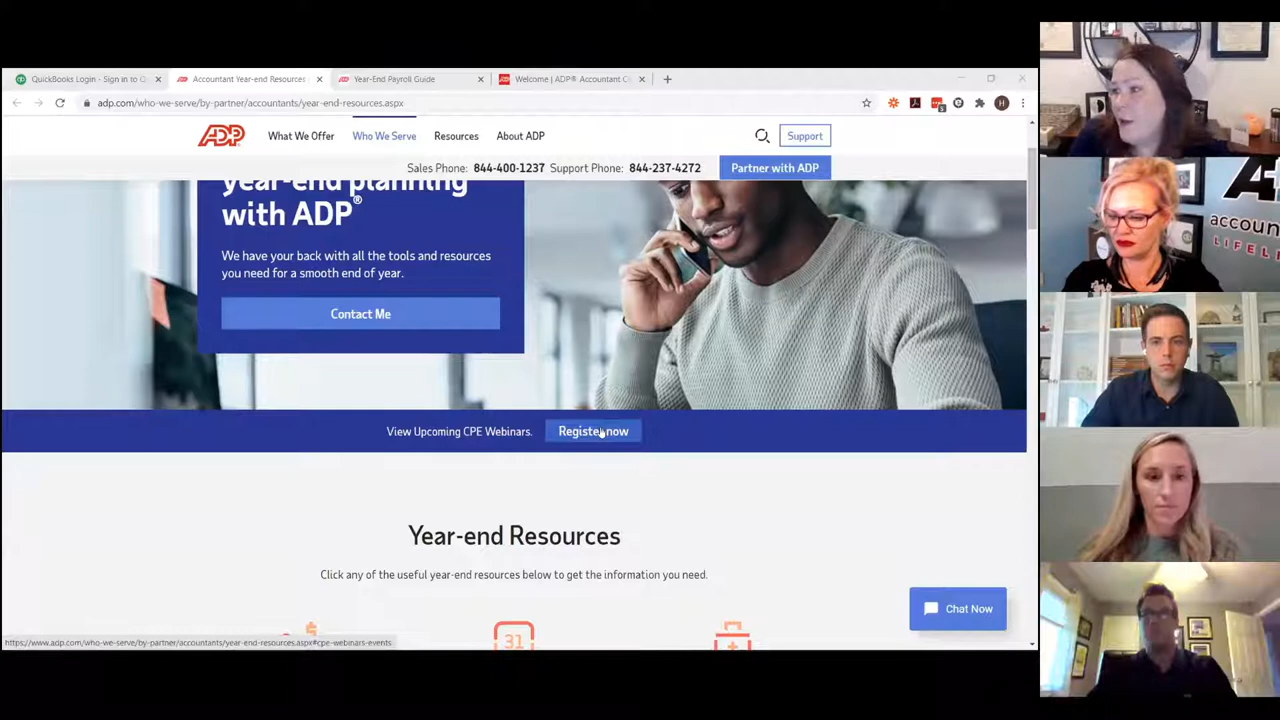 QuickBooks Login - Sign in to Q
Accountant Year-end Resources
Year-End Payroll Guide
Welcome | ADP® Accountant C
adp.com/who-we-serve/by-partner/accountants/year-end-resources.aspx
ADP
What We Offer
Who We Serve
Resources
About ADP
Support
Sales Phone: 844-400-1237 Support Phone: 844-237-4272
Partner with ADP
year-end planning
with ADP®
We have your back with all the tools and resources
you need for a smooth end of year.
Contact Me
View Upcoming CPE Webinars.
Register now
Year-end Resources
Click any of the useful year-end resources below to get the information you need.
31
Chat Now
https://www.adp.com/who-we-serve/by-partner/accountants/year-end-resources.aspx#cpe-webinars-events
accoun
LIFELI